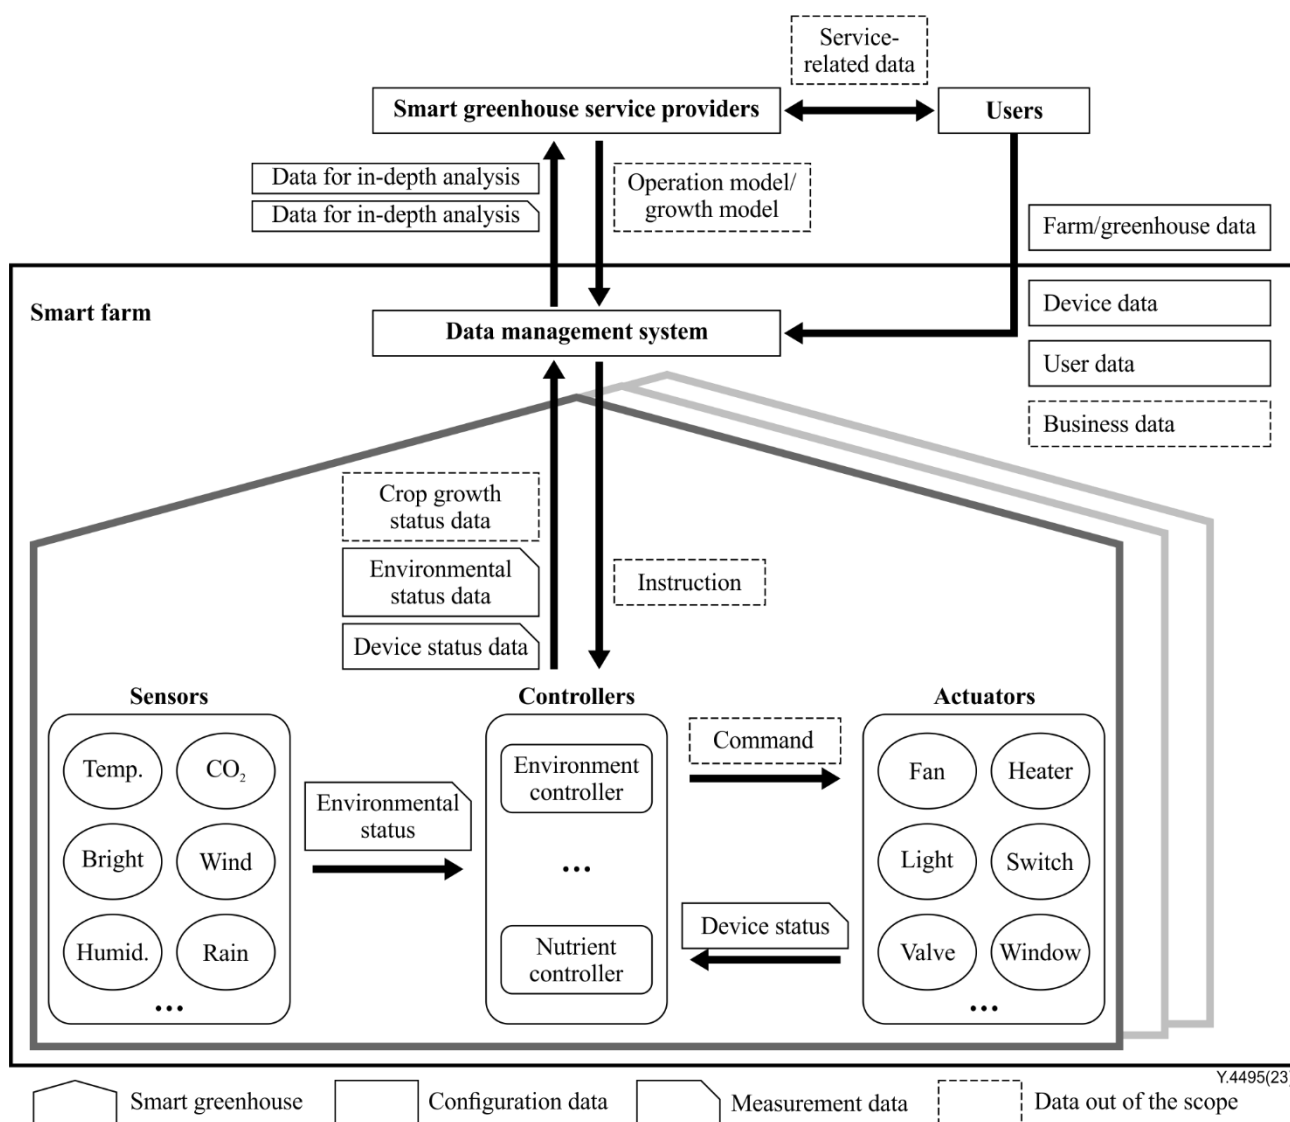 Service-
related data
Smart greenhouse service providers
Users
Data for in-depth analysis
Data for in-depth analysis
Operation model/
growth model
Farm/greenhouse data
Smart farm
Data management system
Device data
User data
Business data
Crop growth
status data
Environmental
status data
Device status data
Instruction
Sensors
Controllers
Actuators
Temp.
CO₂
Bright
Wind
Humid.
Rain
...
Environmental
status
Environment
controller
...
Nutrient
controller
Command
Device status
Fan
Heater
Light
Switch
Valve
Window
...
Y.4495(23)
Smart greenhouse
Configuration data
Measurement data
Data out of the scope